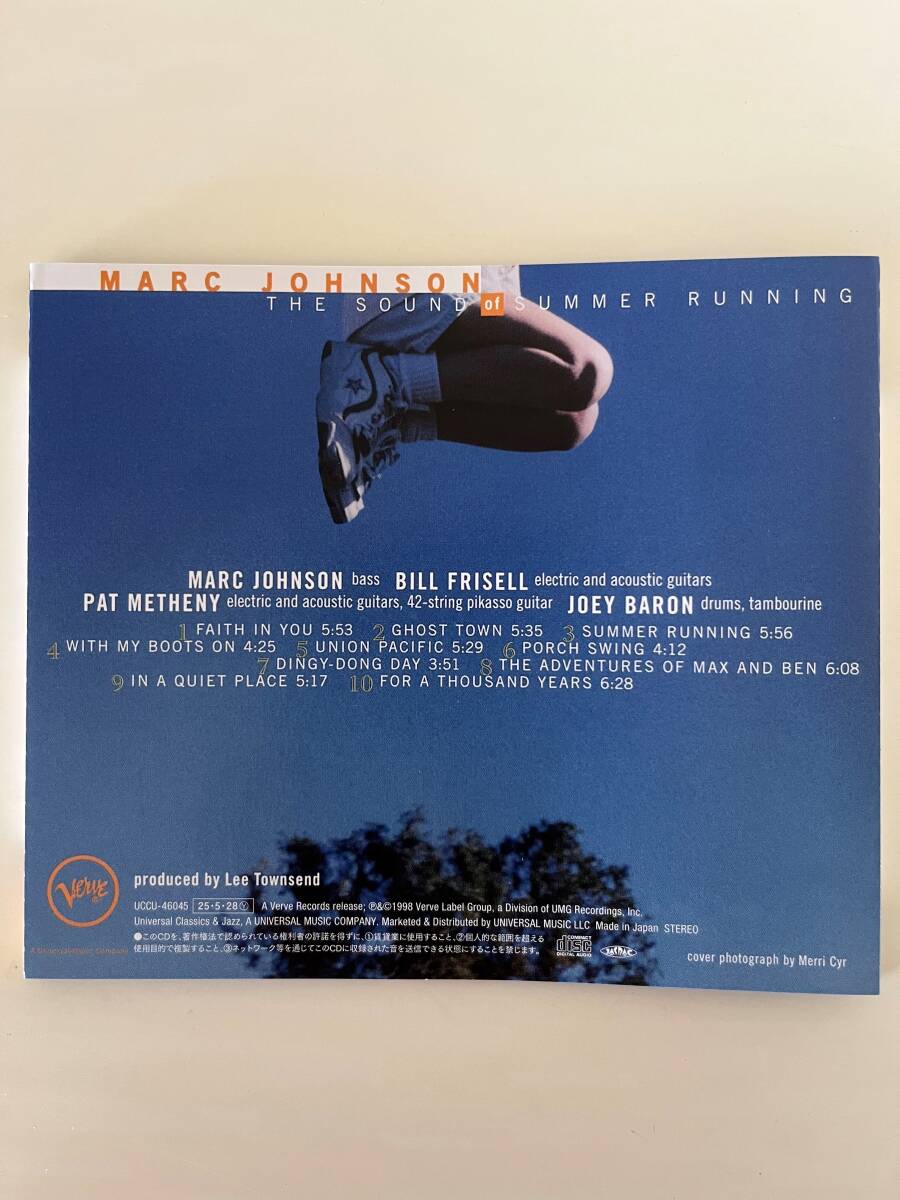 MARC JOHNSON
THE SOUND of SUMMER RUNNING
MARC JOHNSON bass BILL FRISELL electric and acoustic guitars
PAT METHENY electric and acoustic guitars, 42-string pikasso guitar JOEY BARON drums, tambourine
1 FAITH IN YOU 5:53 2 GHOST TOWN 5:35 3 SUMMER RUNNING 5:56
4 WITH MY BOOTS ON 4:25 5 UNION PACIFIC 5:29 6 PORCH SWING 4:12
7 DINGY-DONG DAY 3:51 8 THE ADVENTURES OF MAX AND BEN 6:08
9 IN A QUIET PLACE 5:17 10 FOR A THOUSAND YEARS 6:28
Verve
A Universal Music Company
produced by Lee Townsend
UCCU-46045 25・5・28 Ⓨ A Verve Records release; ℗&©1998 Verve Label Group, a Division of UMG Recordings, Inc.
Universal Classics & Jazz, A UNIVERSAL MUSIC COMPANY. Marketed & Distributed by UNIVERSAL MUSIC LLC Made in Japan STEREO
●このCDを、著作権法で認められている権利者の許諾を得ずに、①賃貸業に使用すること、②個人的な範囲を超える
使用目的で複製すること、③ネットワーク等を通じてこのCDに収録された音を送信できる状態にすることを禁じます。
COMPACT disc DIGITAL AUDIO
cover photograph by Merri Cyr